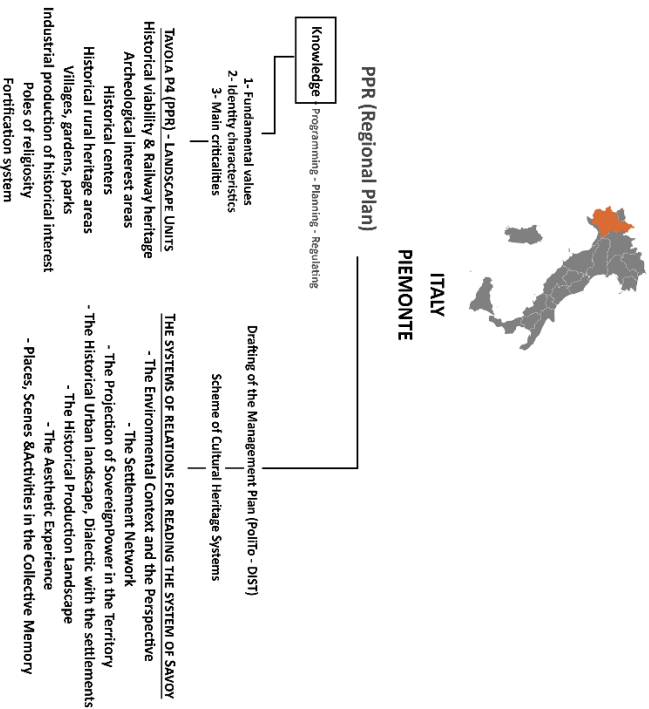 ITALY
PIEMONTE
PPR (Regional Plan)
Knowledge - Programming - Planning - Regulating
1- Fundamental values
2- Identity characteristics
3- Main criticalities
TAVOLA P4 (PPR) - LANDSCAPE UNITS
Historical viability & Railway heritage
Archeological interest areas
Historical centers
Historical rural heritage areas
Villages, gardens, parks
Industrial production of historical interest
Poles of religiosity
Fortification system
Drafting of the Management Plan (PoliTo - DIST)
Scheme of Cultural Heritage Systems
THE SYSTEMS OF RELATIONS FOR READING THE SYSTEM OF SAVOY
- The Environmental Context and the Perspective
- The Settlement Network
- The Projection of SovereignPower in the Territory
- The Historical Urban landscape, Dialectic with the settlements
- The Historical Production Landscape
- The Aesthetic Experience
- Places, Scenes &Activities in the Collective Memory